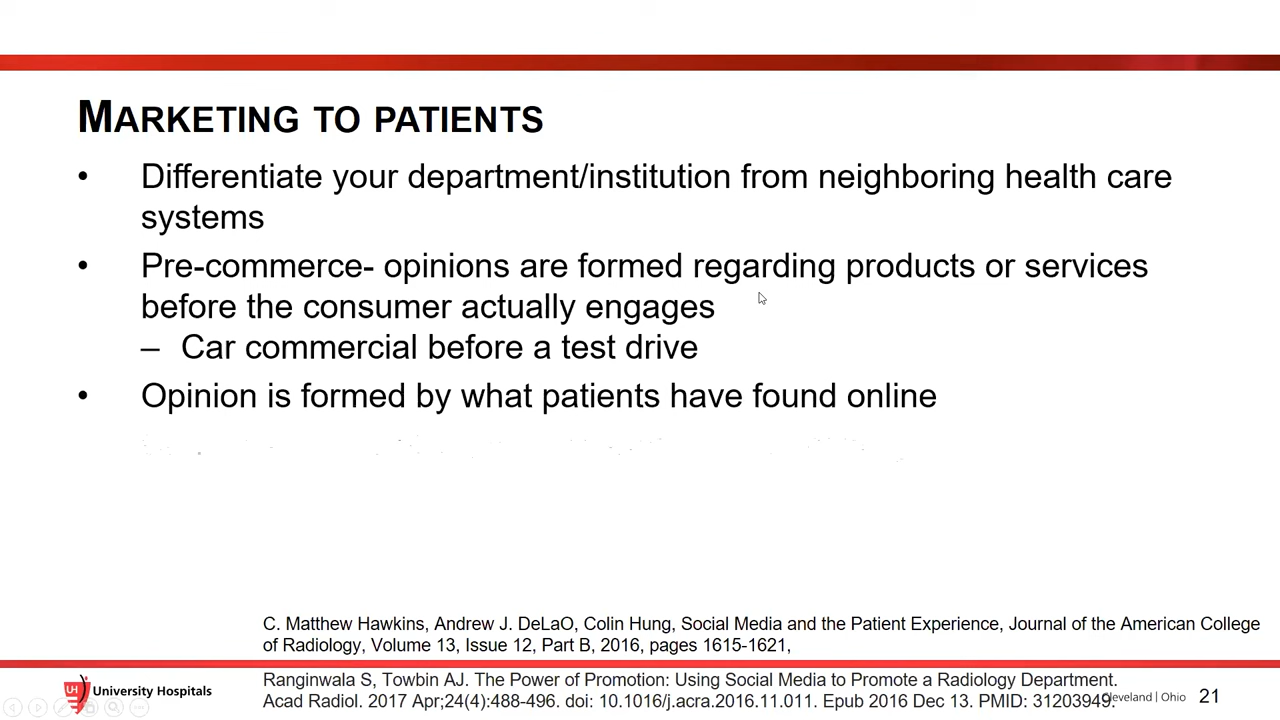 MARKETING TO PATIENTS
• Differentiate your department/institution from neighboring health care
systems
• Pre-commerce- opinions are formed regarding products or services
before the consumer actually engages
– Car commercial before a test drive
• Opinion is formed by what patients have found online
C. Matthew Hawkins, Andrew J. DeLaO, Colin Hung, Social Media and the Patient Experience, Journal of the American College
of Radiology, Volume 13, Issue 12, Part B, 2016, pages 1615-1621,
Ranginwala S, Towbin AJ. The Power of Promotion: Using Social Media to Promote a Radiology Department.
Acad Radiol. 2017 Apr;24(4):488-496. doi: 10.1016/j.acra.2016.11.011. Epub 2016 Dec 13. PMID: 31203949.
UH University Hospitals
Cleveland | Ohio 21